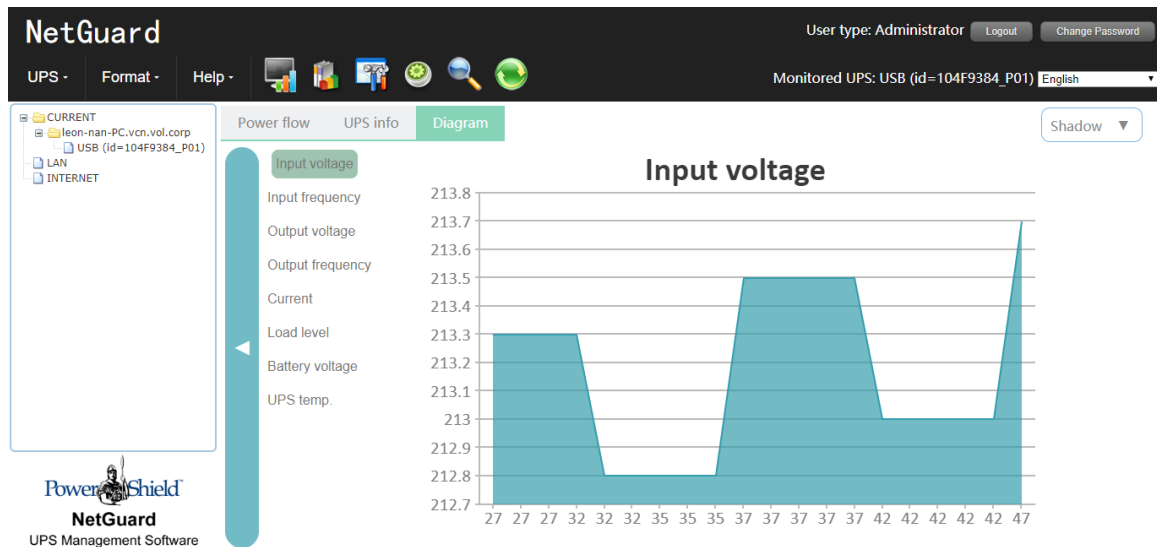 NetGuard
User type: Administrator Logout Change Password
UPS - Format - Help -
Monitored UPS: USB (id=104F9384_P01) English
CURRENT
leon-nan-PC.vcn.vol.corp
USB (id=104F9384_P01)
LAN
INTERNET
Power flow UPS info Diagram
Shadow
Input voltage
Input frequency
Output voltage
Output frequency
Current
Load level
Battery voltage
UPS temp.
Input voltage
213.8
213.7
213.6
213.5
213.4
213.3
213.2
213.1
213
212.9
212.8
212.7
27 27 27 32 32 32 35 35 35 37 37 37 37 37 42 42 42 42 42 47
PowerShield
NetGuard
UPS Management Software